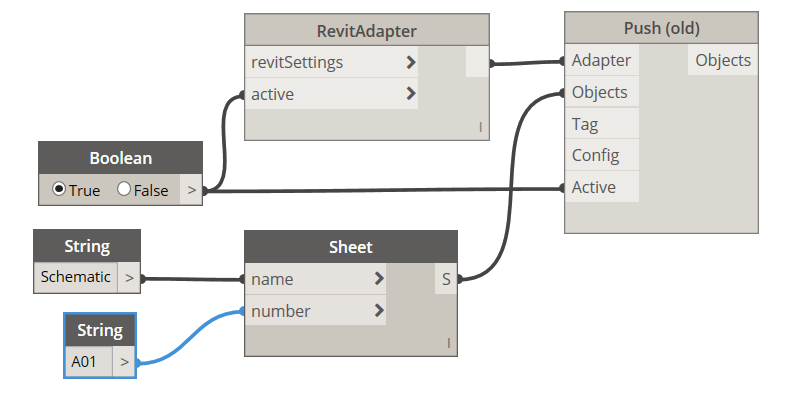 RevitAdapter
revitSettings
active
l
Push (old)
Adapter
Objects
Objects
Tag
Config
Active
Boolean
True False >
String
Schematic >
String
A01 >
Sheet
name
S
number
l